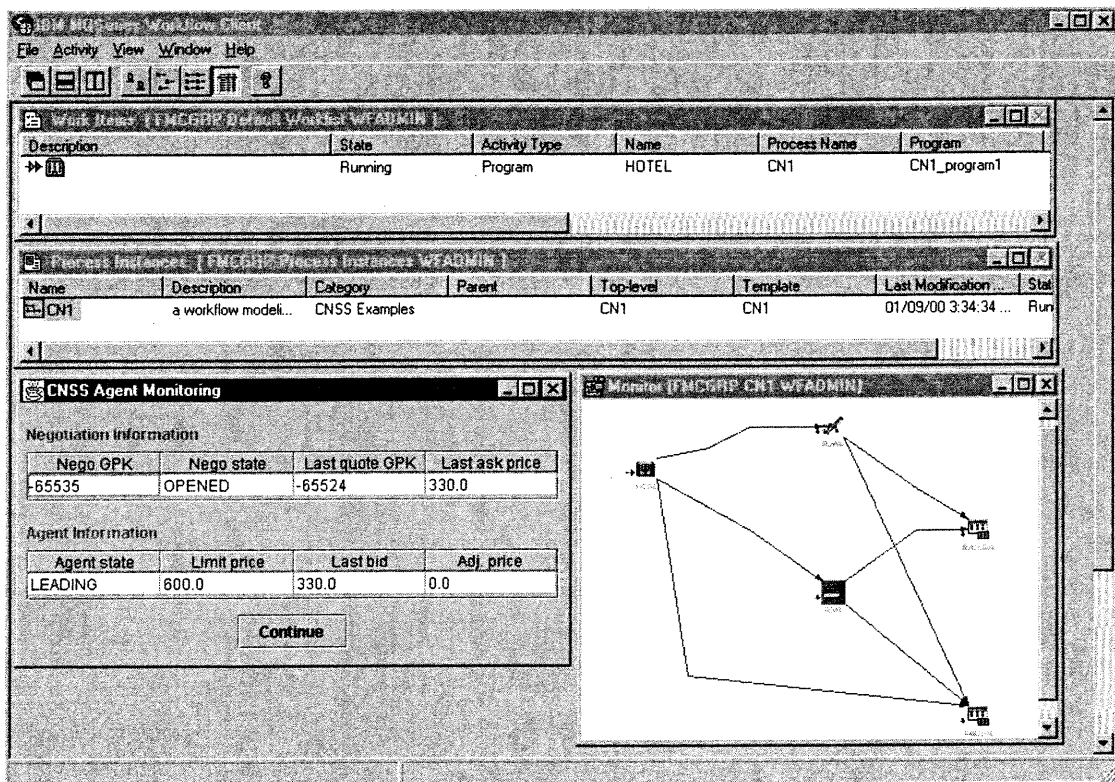 IBM MQSeries Workflow Client
File Activity View Window Help
Work Items [ FMCGRP Default Worklist WFADMIN ]
Description State Activity Type Name Process Name Program
Running Program HOTEL CN1 CN1_program1
Process Instances [ FMCGRP Process Instances WFADMIN ]
Name Description Category Parent Top-level Template Last Modification ... Stat
CN1 a workflow modeli... CNSS Examples CN1 CN1 01/09/00 3:34:34 ... Run
CNSS Agent Monitoring
Negotiation Information
Nego GPK Nego state Last quote GPK Last ask price
-65535 OPENED -65524 330.0
Agent Information
Agent state Limit price Last bid Adj. price
LEADING 600.0 330.0 0.0
Continue
Monitor [FMCGRP CN1 WFADMIN]